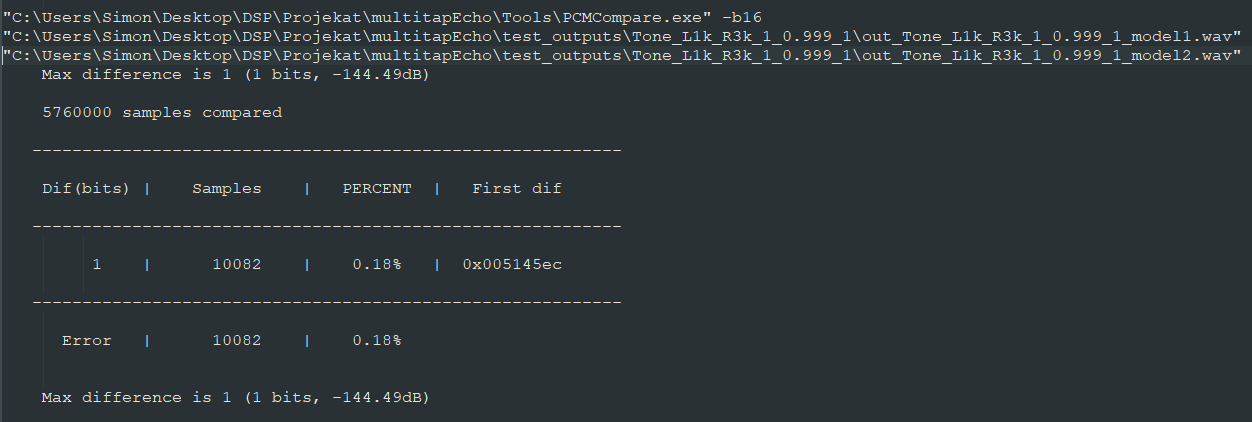 "C:\Users\Simon\Desktop\DSP\Projekat\multitapEcho\Tools\PCMCompare.exe" -b16
"C:\Users\Simon\Desktop\DSP\Projekat\multitapEcho\test_outputs\Tone_L1k_R3k_1_0.999_1\out_Tone_L1k_R3k_1_0.999_1_model1.wav"
"C:\Users\Simon\Desktop\DSP\Projekat\multitapEcho\test_outputs\Tone_L1k_R3k_1_0.999_1\out_Tone_L1k_R3k_1_0.999_1_model2.wav"
Max difference is 1 (1 bits, -144.49dB)
5760000 samples compared
-----------------------------------------------------------
Dif(bits) | Samples | PERCENT | First dif
-----------------------------------------------------------
1 | 10082 | 0.18% | 0x005145ec
-----------------------------------------------------------
Error | 10082 | 0.18%
Max difference is 1 (1 bits, -144.49dB)